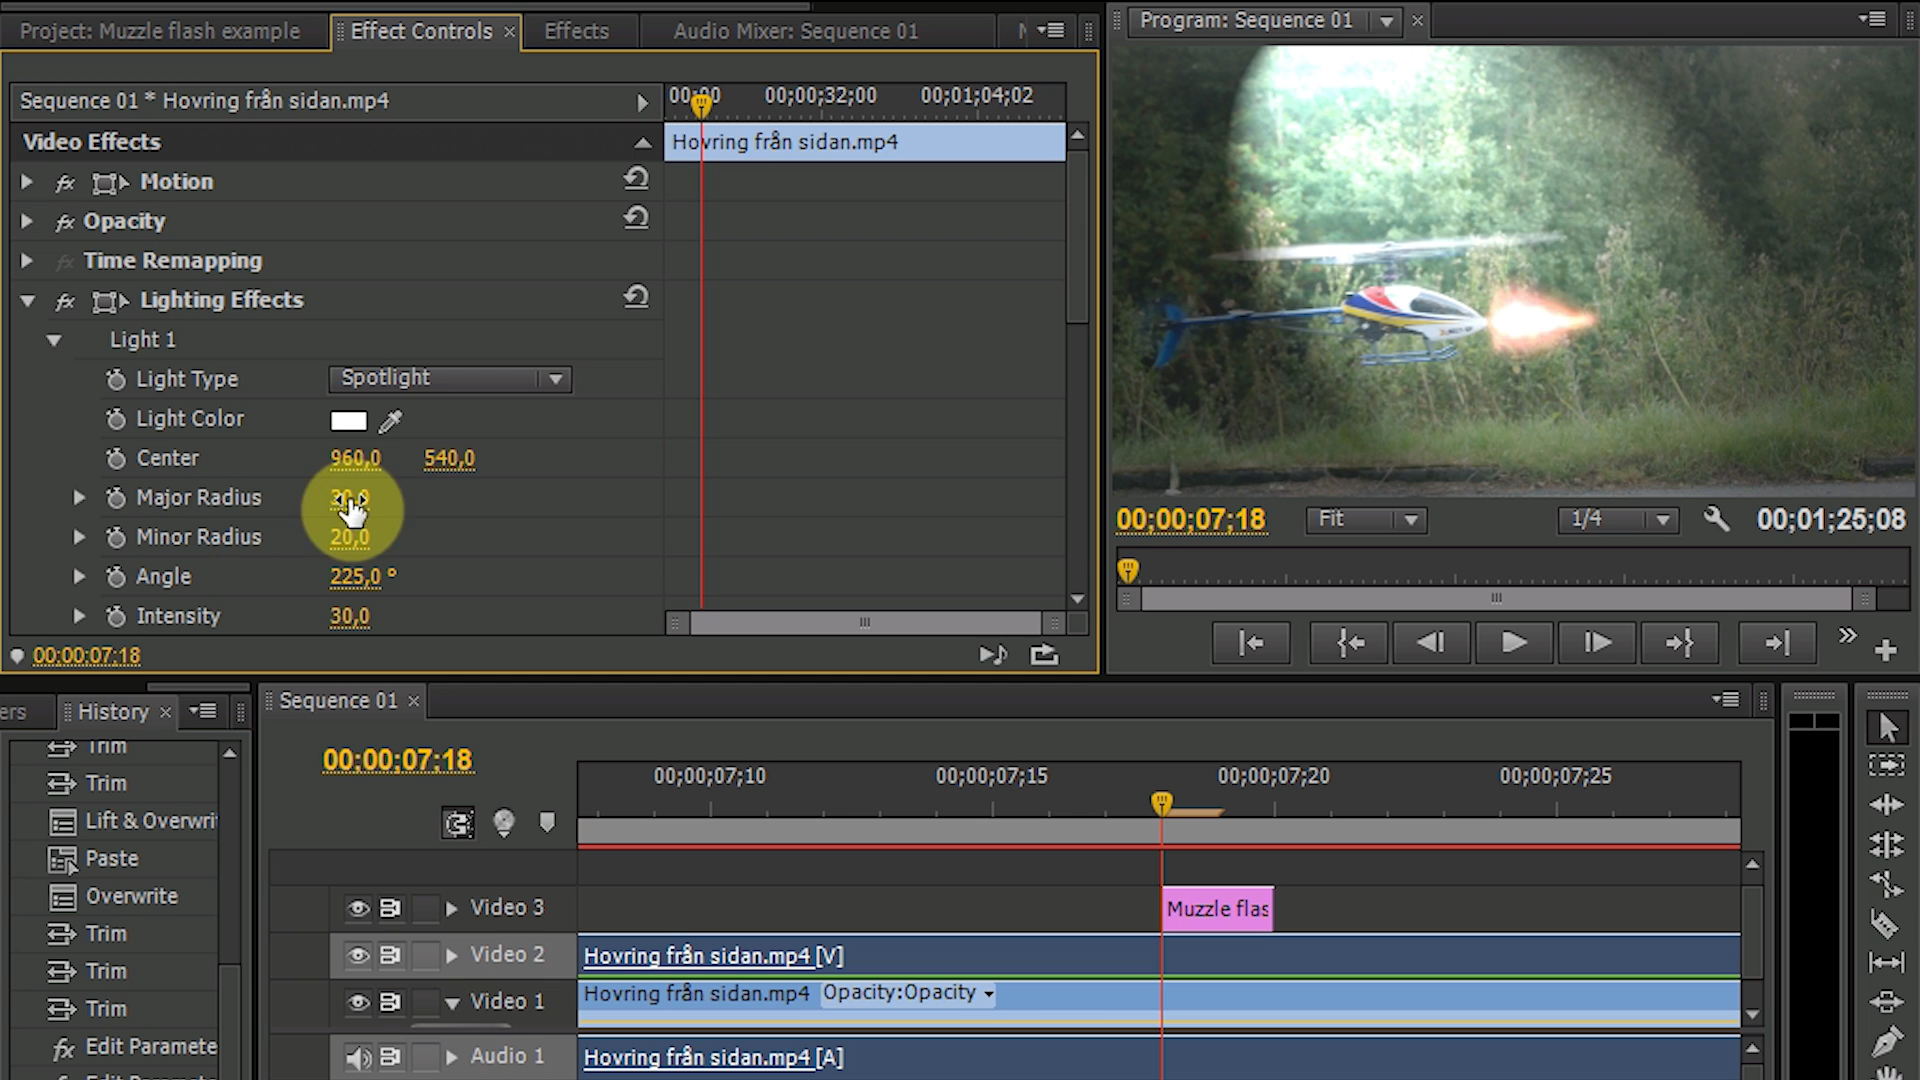 Project: Muzzle flash example
Effect Controls ×
Effects
Audio Mixer: Sequence 01
Program: Sequence 01
Sequence 01 * Hovring från sidan.mp4
00;00
00;00;32;00
00;01;04;02
Video Effects
Hovring från sidan.mp4
fx Motion
fx Opacity
fx Time Remapping
fx Lighting Effects
Light 1
Light Type
Spotlight
Light Color
Center
960,0
540,0
Major Radius
Minor Radius
20,0
Angle
225,0 °
Intensity
30,0
00;00;07;18
00;00;07;18
Fit
1/4
00;01;25;08
ers
History ×
Trim
Trim
Lift & Overwri
Paste
Overwrite
Trim
Trim
Trim
fx Edit Paramete
Sequence 01 ×
00;00;07;18
00;00;07;10
00;00;07;15
00;00;07;20
00;00;07;25
Video 3
Muzzle flas
Video 2
Hovring från sidan.mp4 [V]
Video 1
Hovring från sidan.mp4
Opacity:Opacity
Audio 1
Hovring från sidan.mp4 [A]